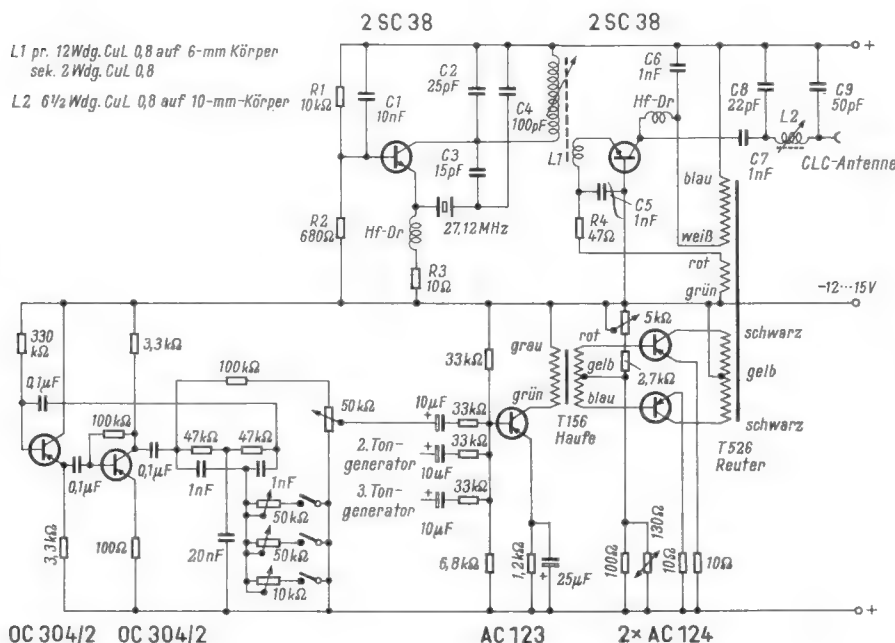 2 SC 38
2 SC 38
L1 pr. 12 Wdg. CuL 0,8 auf 6-mm Körper
sek. 2 Wdg. CuL 0,8
L2 6½ Wdg. CuL 0,8 auf 10-mm-Körper
R1
10kΩ
C1
10nF
C2
25pF
C4
100pF
C3
15pF
L1
C6
1nF
Hf-Dr
C8
22pF
L2
C9
50pF
C7
1nF
CLC-Antenne
+
R2
680Ω
Hf-Dr
27,12MHz
R3
10Ω
C5
1nF
R4
47Ω
blau
weiß
rot
grün
-12...15V
330
kΩ
3,3kΩ
0,1µF
100kΩ
100kΩ
0,1µF
0,1µF
47kΩ
47kΩ
1nF
1nF
50kΩ
50kΩ
50kΩ
10kΩ
20nF
3,3kΩ
100Ω
33kΩ
10µF
+
33kΩ
2. Ton-
generator
+
33kΩ
10µF
3. Ton-
generator
+
33kΩ
10µF
6,8kΩ
grau
grün
rot
gelb
blau
T156
Haufe
5kΩ
2,7kΩ
schwarz
gelb
schwarz
T526
Reuter
1,2kΩ
+
25µF
100Ω
130Ω
10Ω
10Ω
+
OC 304/2
OC 304/2
AC 123
2× AC 124